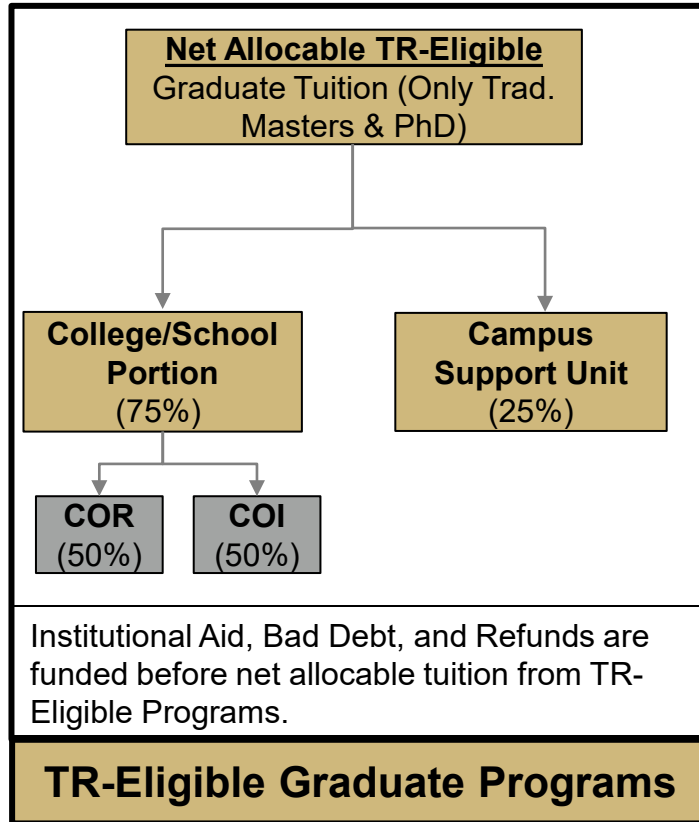 Net Allocable TR-Eligible
Graduate Tuition (Only Trad.
Masters & PhD)
College/School
Portion
(75%)
Campus
Support Unit
(25%)
COR
(50%)
COI
(50%)
Institutional Aid, Bad Debt, and Refunds are
funded before net allocable tuition from TR-
Eligible Programs.
TR-Eligible Graduate Programs